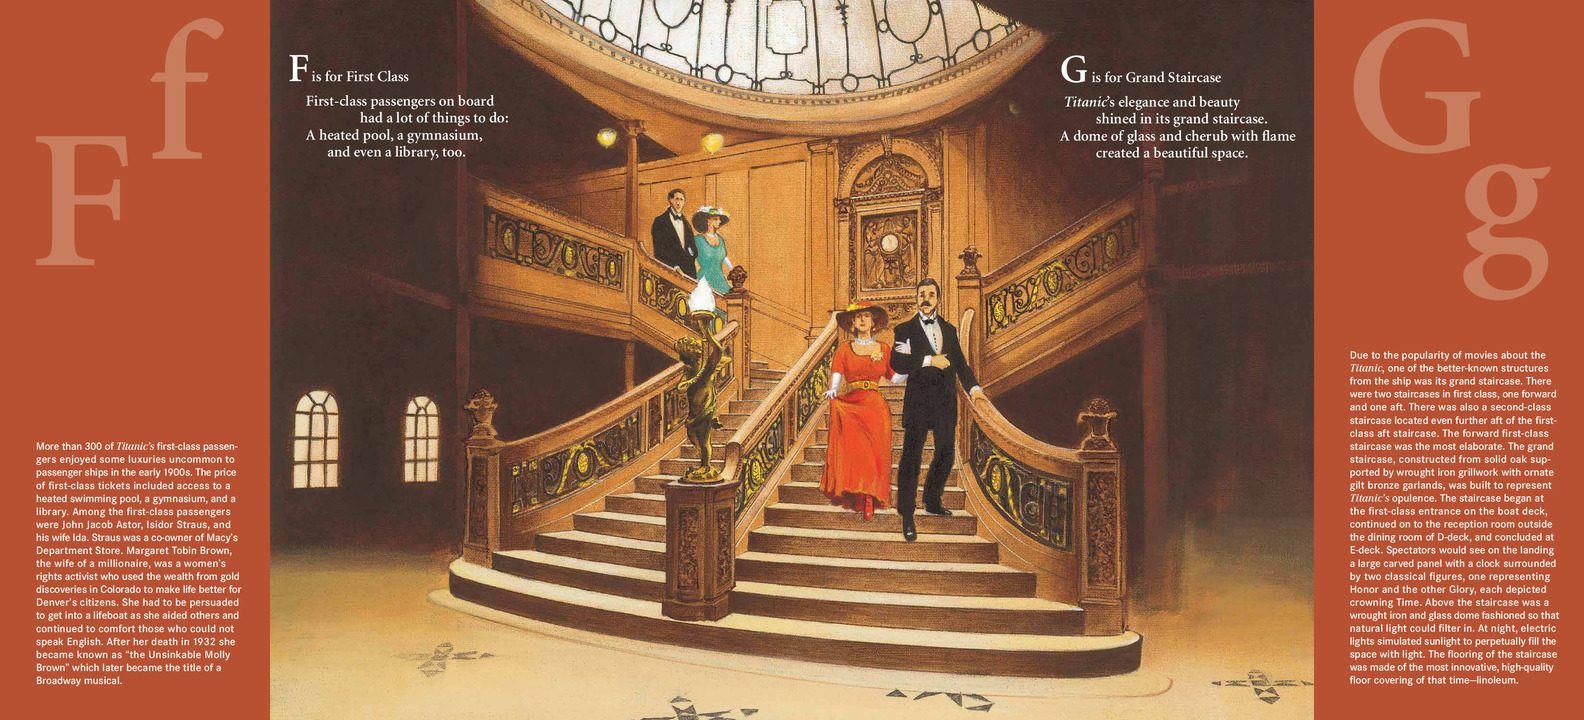 f
F
F is for First Class
First-class passengers on board
had a lot of things to do:
A heated pool, a gymnasium,
and even a library, too.
More than 300 of Titanic's first-class passen-
gers enjoyed some luxuries uncommon to
passenger ships in the early 1900s. The price
of first-class tickets included access to a
heated swimming pool, a gymnasium, and a
library. Among the first-class passengers
were John Jacob Astor, Isidor Straus, and
his wife Ida. Straus was a co-owner of Macy's
Department Store. Margaret Tobin Brown,
the wife of a millionaire, was a women's
rights activist who used the wealth from gold
discoveries in Colorado to make life better for
Denver's citizens. She had to be persuaded
to get into a lifeboat as she aided others and
continued to comfort those who could not
speak English. After her death in 1932 she
became known as "the Unsinkable Molly
Brown" which later became the title of a
Broadway musical.
G is for Grand Staircase
Titanic's elegance and beauty
shined in its grand staircase.
A dome of glass and cherub with flame
created a beautiful space.
G
g
Due to the popularity of movies about the
Titanic, one of the better-known structures
from the ship was its grand staircase. There
were two staircases in first class, one forward
and one aft. There was also a second-class
staircase located even further aft of the first-
class aft staircase. The forward first-class
staircase was the most elaborate. The grand
staircase, constructed from solid oak sup-
ported by wrought iron grillwork with ornate
gilt bronze garlands, was built to represent
Titanic's opulence. The staircase began at
the first-class entrance on the boat deck,
continued on to the reception room outside
the dining room of D-deck, and concluded at
E-deck. Spectators would see on the landing
a large carved panel with a clock surrounded
by two classical figures, one representing
Honor and the other Glory, each depicted
crowning Time. Above the staircase was a
wrought iron and glass dome fashioned so that
natural light could filter in. At night, electric
lights simulated sunlight to perpetually fill the
space with light. The flooring of the staircase
was made of the most innovative, high-quality
floor covering of that time—linoleum.